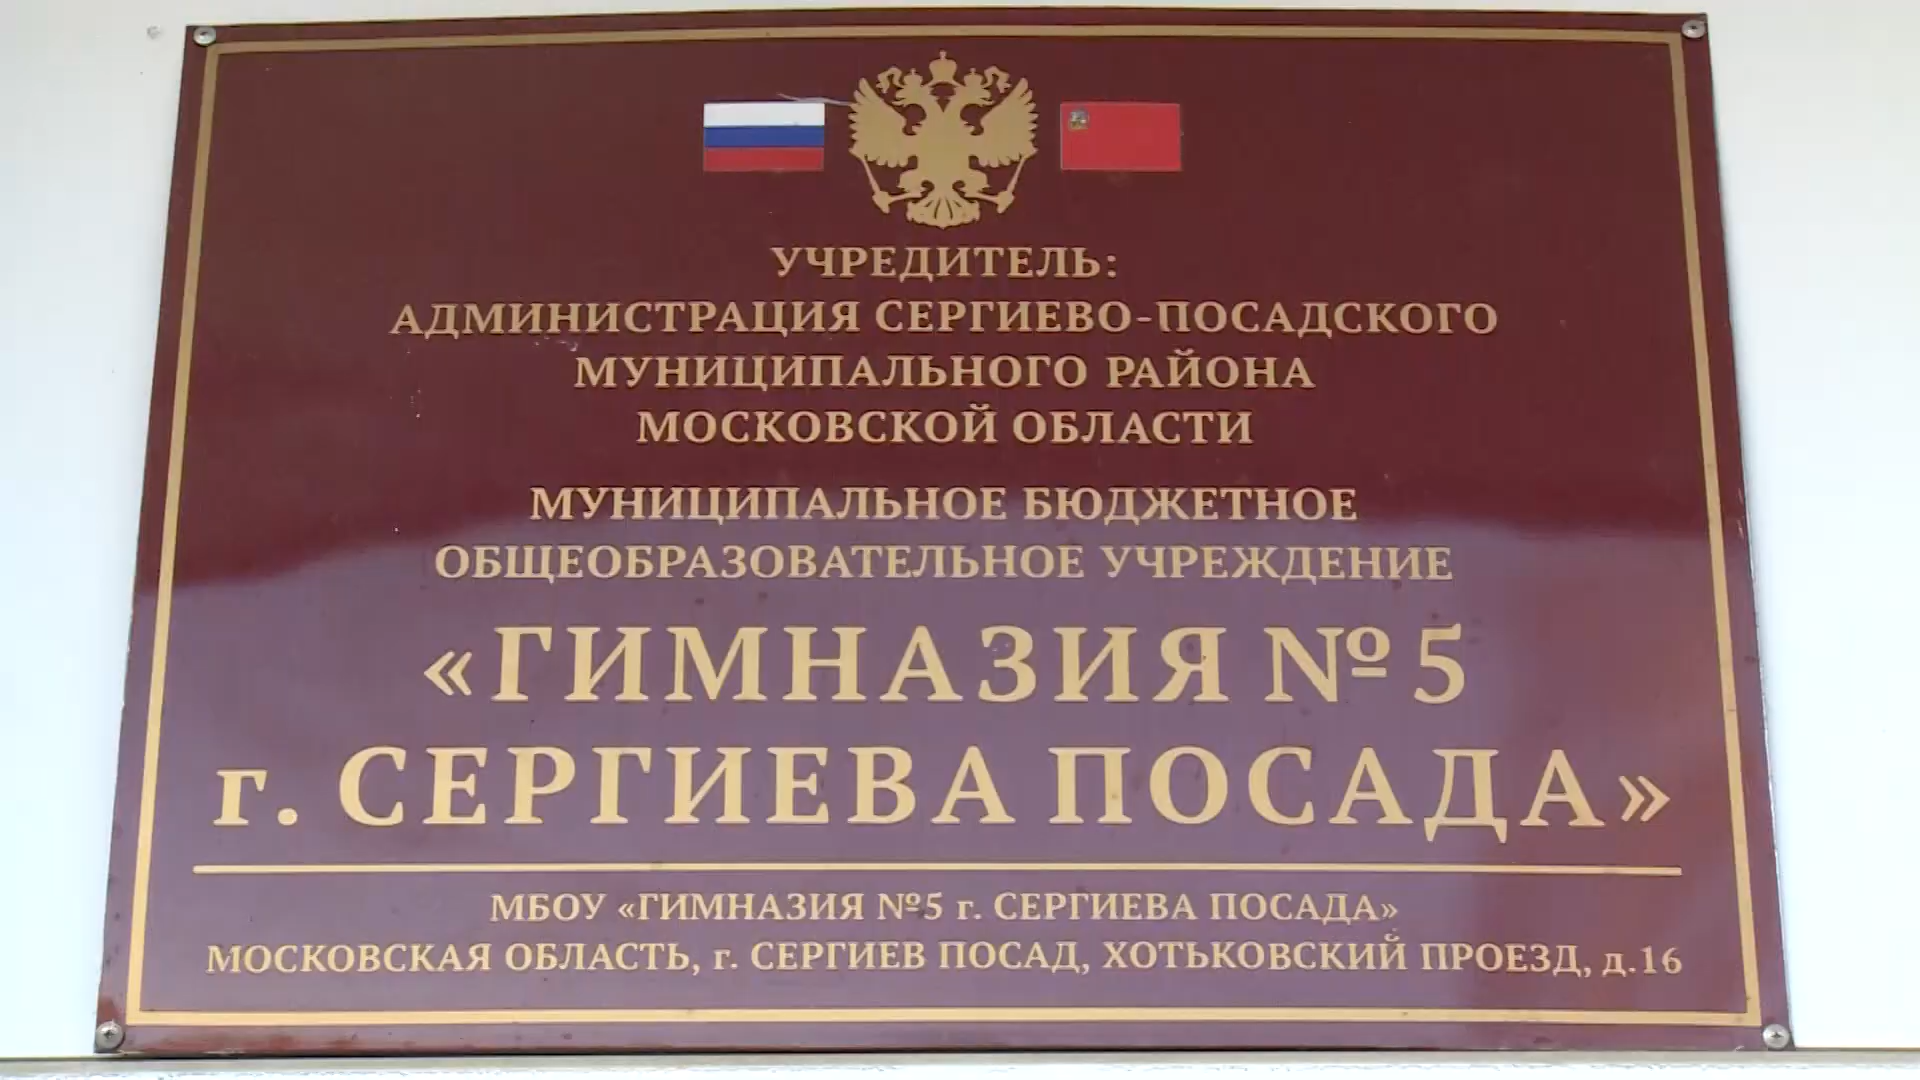 УЧРЕДИТЕЛЬ:
АДМИНИСТРАЦИЯ СЕРГИЕВО-ПОСАДСКОГО
МУНИЦИПАЛЬНОГО РАЙОНА
МОСКОВСКОЙ ОБЛАСТИ
МУНИЦИПАЛЬНОЕ БЮДЖЕТНОЕ
ОБЩЕОБРАЗОВАТЕЛЬНОЕ УЧРЕЖДЕНИЕ
«ГИМНАЗИЯ №5
г. СЕРГИЕВА ПОСАДА»
МБОУ «ГИМНАЗИЯ №5 г. СЕРГИЕВА ПОСАДА»
МОСКОВСКАЯ ОБЛАСТЬ, г. СЕРГИЕВ ПОСАД, ХОТЬКОВСКИЙ ПРОЕЗД, д.16